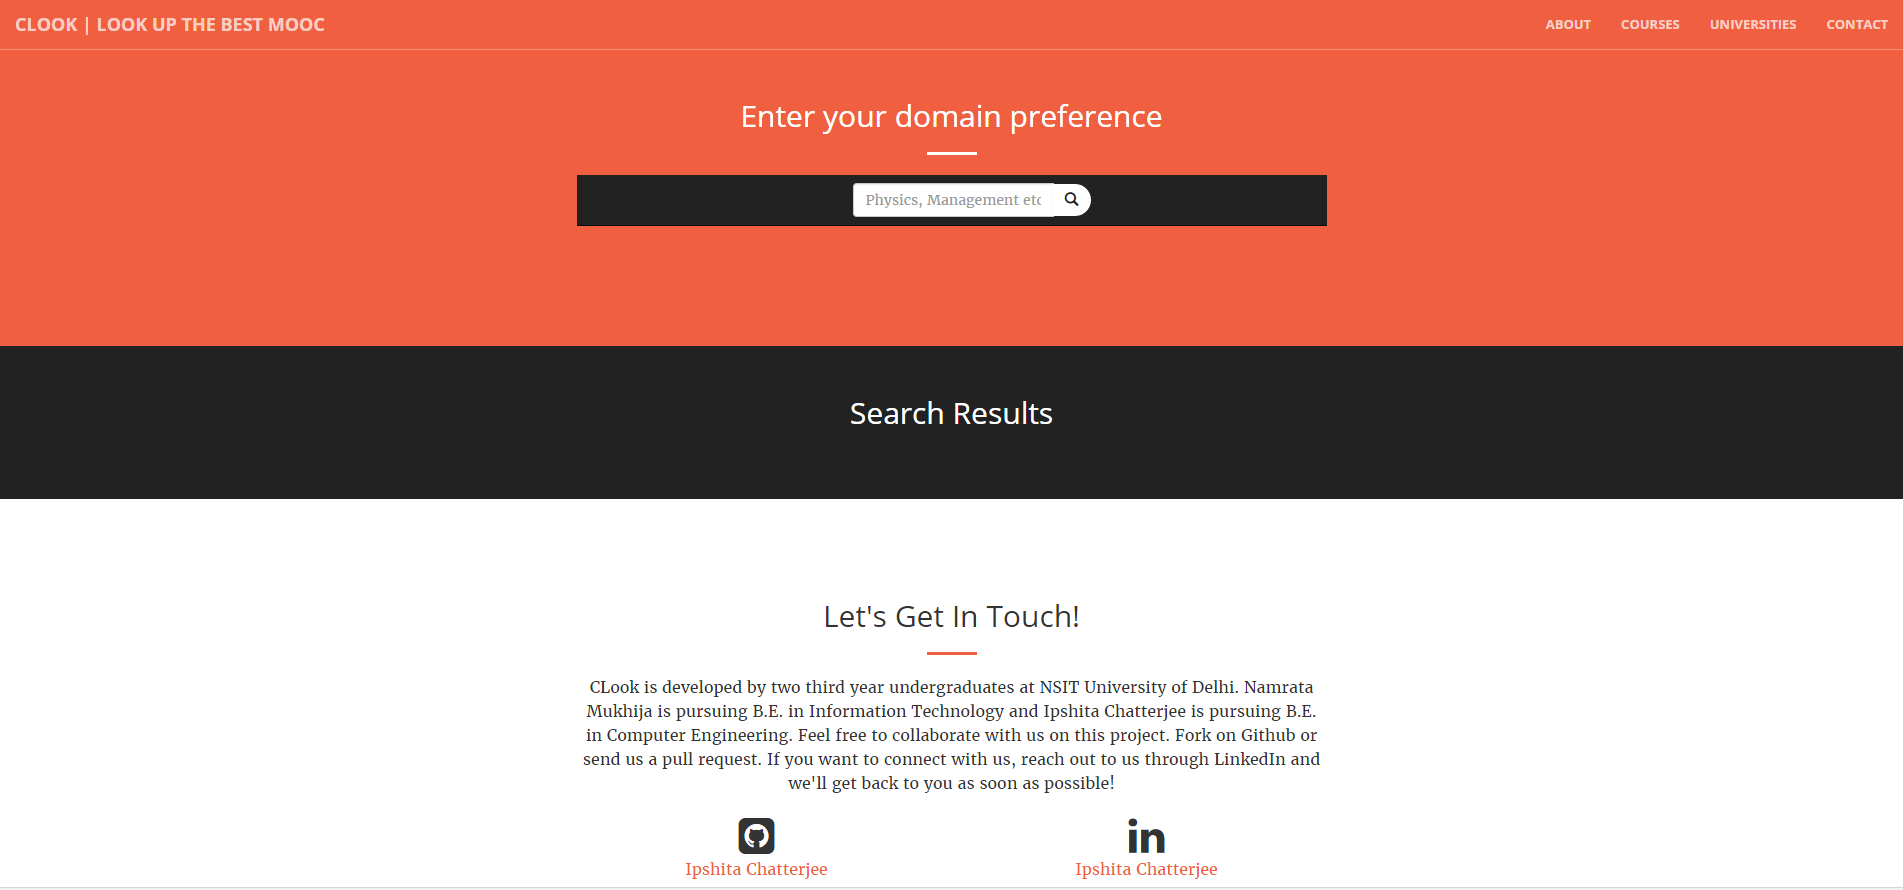 CLOOK | LOOK UP THE BEST MOOC
ABOUT COURSES UNIVERSITIES CONTACT
Enter your domain preference
Physics, Management etc
Search Results
Let's Get In Touch!
CLook is developed by two third year undergraduates at NSIT University of Delhi. Namrata
Mukhija is pursuing B.E. in Information Technology and Ipshita Chatterjee is pursuing B.E.
in Computer Engineering. Feel free to collaborate with us on this project. Fork on Github or
send us a pull request. If you want to connect with us, reach out to us through LinkedIn and
we'll get back to you as soon as possible!
in
Ipshita Chatterjee Ipshita Chatterjee